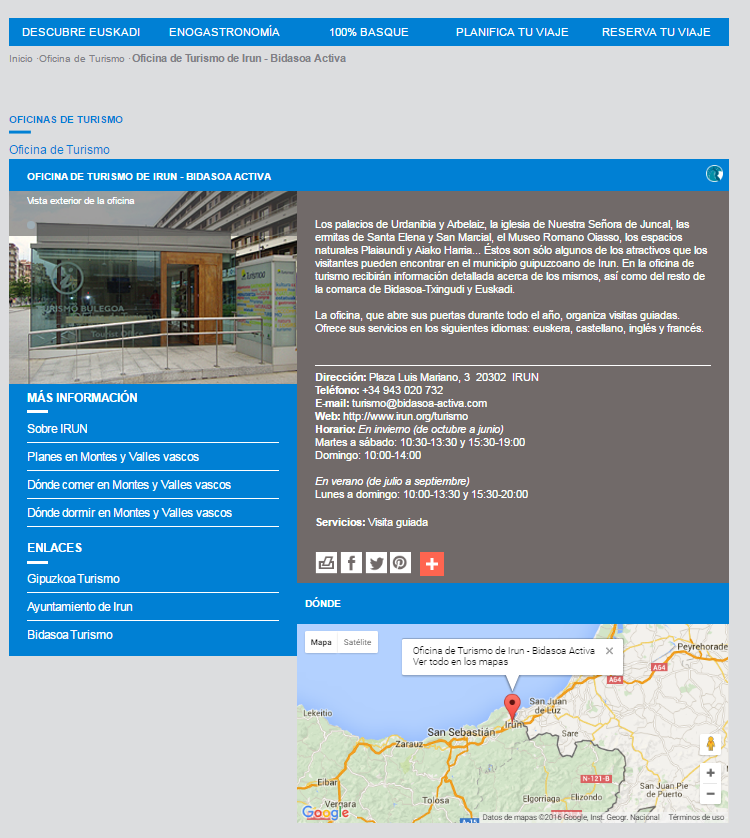 DESCUBRE EUSKADI ENOGASTRONOMÍA 100% BASQUE PLANIFICA TU VIAJE RESERVA TU VIAJE
Inicio · Oficina de Turismo · Oficina de Turismo de Irun - Bidasoa Activa
OFICINAS DE TURISMO
Oficina de Turismo
OFICINA DE TURISMO DE IRUN - BIDASOA ACTIVA
Vista exterior de la oficina
Turismoa
TURISMO BULEGOA
Tourist Office
Los palacios de Urdanibia y Arbelaiz, la iglesia de Nuestra Señora de Juncal, las
ermitas de Santa Elena y San Marcial, el Museo Romano Oiasso, los espacios
naturales Plaiaundi y Aiako Harria... Éstos son sólo algunos de los atractivos que los
visitantes pueden encontrar en el municipio guipuzcoano de Irun. En la oficina de
turismo recibirán información detallada acerca de los mismos, así como del resto de
la comarca de Bidasoa-Txingudi y Euskadi.
La oficina, que abre sus puertas durante todo el año, organiza visitas guiadas.
Ofrece sus servicios en los siguientes idiomas: euskera, castellano, inglés y francés.
Dirección: Plaza Luis Mariano, 3 20302 IRUN
Teléfono: +34 943 020 732
E-mail: turismo@bidasoa-activa.com
Web: http://www.irun.org/turismo
Horario: En invierno (de octubre a junio)
Martes a sábado: 10:30-13:30 y 15:30-19:00
Domingo: 10:00-14:00
En verano (de julio a septiembre)
Lunes a domingo: 10:00-13:30 y 15:30-20:00
Servicios: Visita guiada
MÁS INFORMACIÓN
Sobre IRUN
Planes en Montes y Valles vascos
Dónde comer en Montes y Valles vascos
Dónde dormir en Montes y Valles vascos
ENLACES
Gipuzkoa Turismo
Ayuntamiento de Irun
Bidasoa Turismo
DÓNDE
Mapa Satélite
Oficina de Turismo de Irun - Bidasoa Activa
Ver todo en los mapas
Peyrehorade
A64
A64
San Juan
de Luz
Lekeitio
Irun
San Sebastián
Sare
Zarauz
Eibar
N-121-B
San Juan Pie
de Puerto
Vergara
Tolosa
Elgorriaga
Elizondo
A-15
Google
Datos de mapas ©2016 Google, Inst. Geogr. Nacional Términos de uso